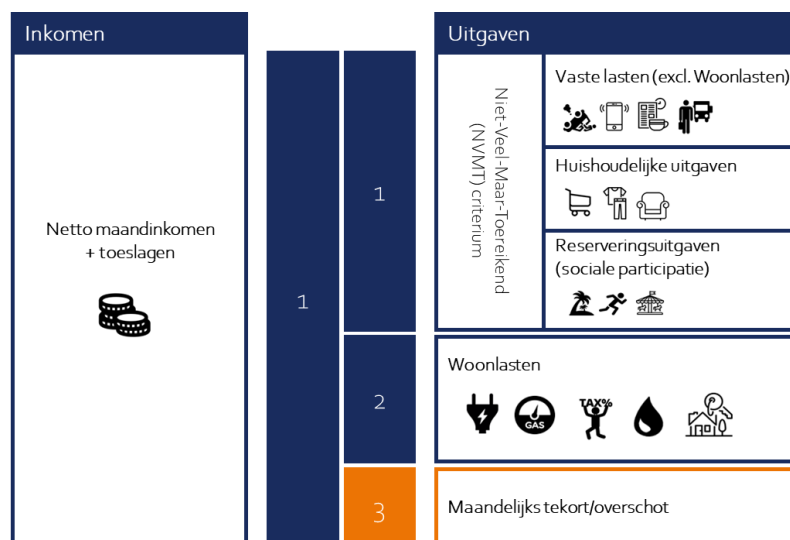 Inkomen
Netto maandinkomen
+ toeslagen
1
1
2
3
Uitgaven
Niet-Veel-Maar-Toereikend
(NVMT) criterium
Vaste lasten (excl. Woonlasten)
Huishoudelijke uitgaven
Reserveringsuitgaven
(sociale participatie)
Woonlasten
GAS
TAX%
Maandelijks tekort/overschot